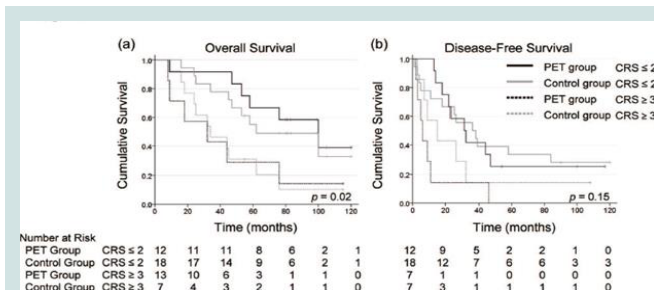 (a) Overall Survival
(b) Disease-Free Survival
PET group CRS ≤ 2
Control group CRS ≤ 2
PET group CRS ≥ 3
Control group CRS ≥ 3
Cumulative Survival
1.0
0.8
0.6
0.4
0.2
0.0
p = 0.02
0 20 40 60 80 100 120
Time (months)
Cumulative Survival
1.0
0.8
0.6
0.4
0.2
0.0
p = 0.15
0 20 40 60 80 100 120
Time (months)
Number at Risk
PET Group CRS ≤ 2 12 11 11 8 6 2 1 12 9 5 2 2 1 0
Control Group CRS ≤ 2 18 17 14 9 6 2 1 18 12 7 6 6 3 3
PET Group CRS ≥ 3 13 10 6 3 1 1 0 7 1 1 0 0 0 0
Control Group CRS ≥ 3 7 4 3 2 1 1 0 7 3 1 1 1 1 0